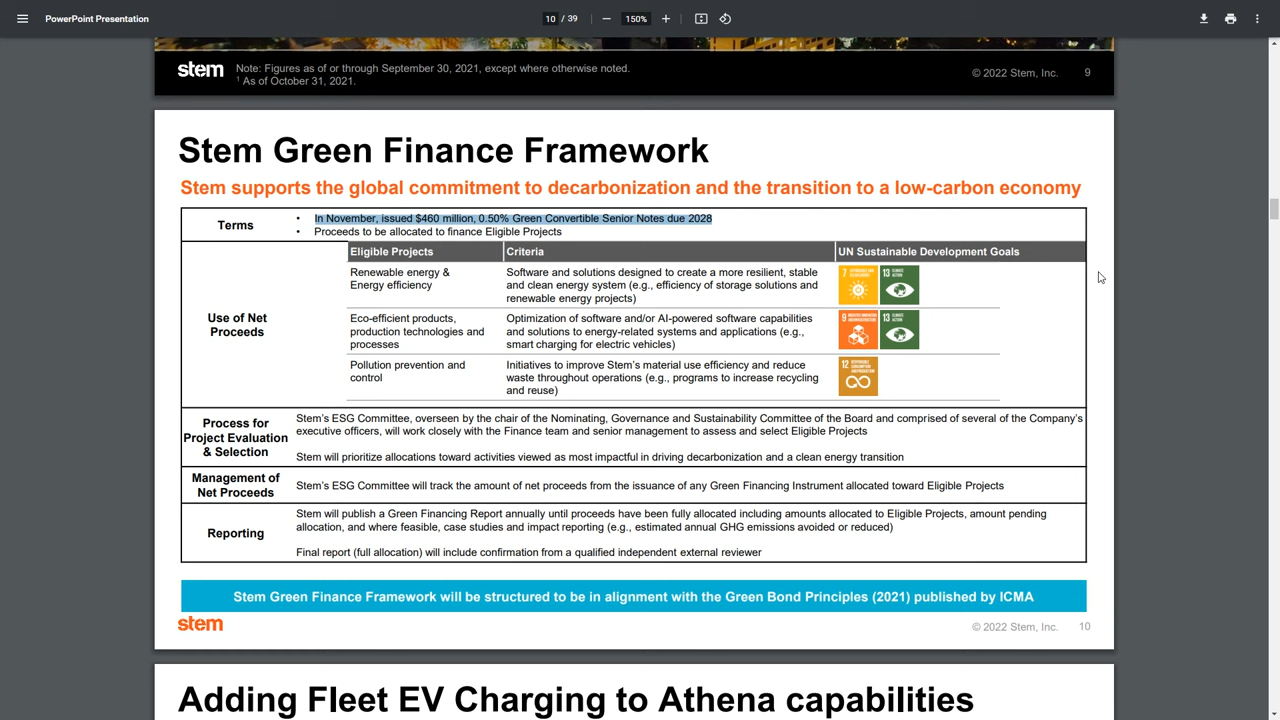 PowerPoint Presentation
10 / 39
150%
stem
Note: Figures as of or through September 30, 2021, except where otherwise noted.
1 As of October 31, 2021.
© 2022 Stem, Inc.
9
Stem Green Finance Framework
Stem supports the global commitment to decarbonization and the transition to a low-carbon economy
Terms
• In November, issued $460 million, 0.50% Green Convertible Senior Notes due 2028
• Proceeds to be allocated to finance Eligible Projects
Use of Net
Proceeds
Eligible Projects
Criteria
UN Sustainable Development Goals
Renewable energy &
Energy efficiency
Software and solutions designed to create a more resilient, stable
and clean energy system (e.g., efficiency of storage solutions and
renewable energy projects)
7
13 CLIMATE
ACTION
Eco-efficient products,
production technologies and
processes
Optimization of software and/or AI-powered software capabilities
and solutions to energy-related systems and applications (e.g.,
smart charging for electric vehicles)
9
13 CLIMATE
ACTION
Pollution prevention and
control
Initiatives to improve Stem's material use efficiency and reduce
waste throughout operations (e.g., programs to increase recycling
and reuse)
12 RESPONSIBLE
CONSUMPTION
AND PRODUCTION
Process for
Project Evaluation
& Selection
Stem's ESG Committee, overseen by the chair of the Nominating, Governance and Sustainability Committee of the Board and comprised of several of the Company's
executive officers, will work closely with the Finance team and senior management to assess and select Eligible Projects
Stem will prioritize allocations toward activities viewed as most impactful in driving decarbonization and a clean energy transition
Management of
Net Proceeds
Stem's ESG Committee will track the amount of net proceeds from the issuance of any Green Financing Instrument allocated toward Eligible Projects
Reporting
Stem will publish a Green Financing Report annually until proceeds have been fully allocated including amounts allocated to Eligible Projects, amount pending
allocation, and where feasible, case studies and impact reporting (e.g., estimated annual GHG emissions avoided or reduced)
Final report (full allocation) will include confirmation from a qualified independent external reviewer
Stem Green Finance Framework will be structured to be in alignment with the Green Bond Principles (2021) published by ICMA
stem
© 2022 Stem, Inc.
10
Adding Fleet EV Charging to Athena capabilities